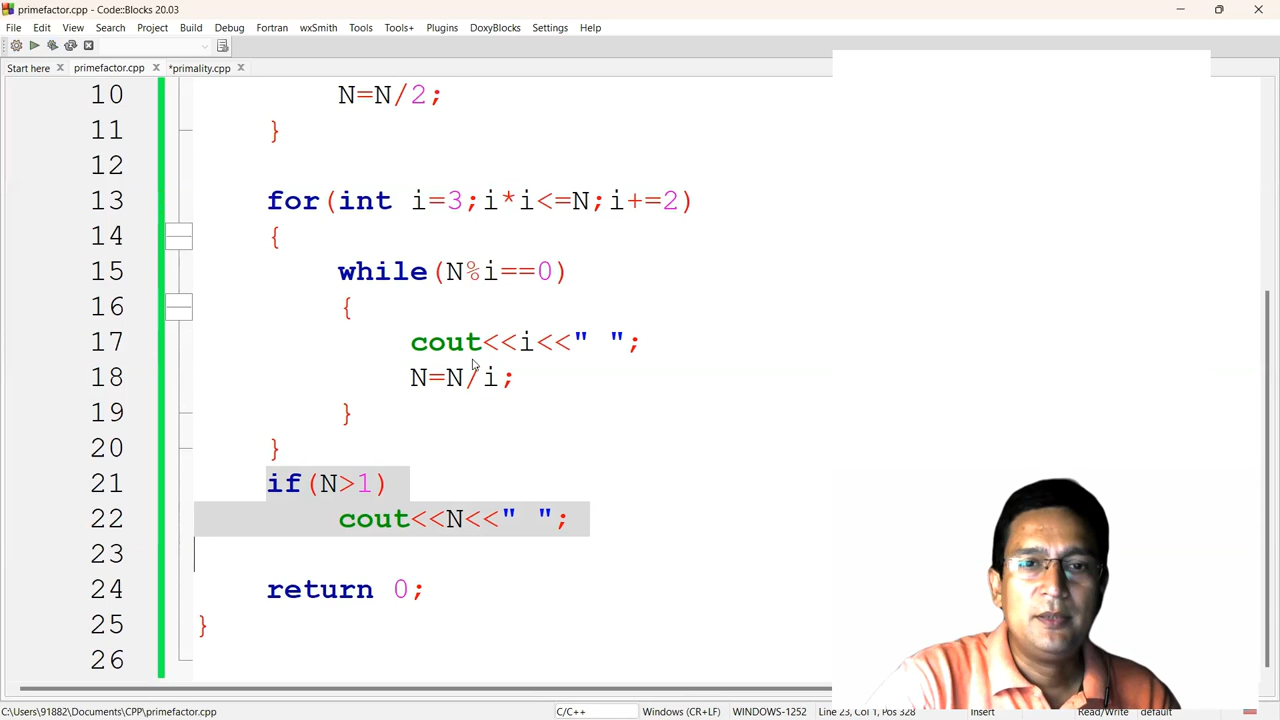 primefactor.cpp - Code::Blocks 20.03
File Edit View Search Project Build Debug Fortran wxSmith Tools Tools+ Plugins DoxyBlocks Settings Help
Start here primefactor.cpp *primality.cpp
10 N=N/2;
11 }
12
13 for(int i=3;i*i<=N;i+=2)
14 {
15 while(N%i==0)
16 {
17 cout<<i<<" ";
18 N=N/i;
19 }
20 }
21 if(N>1)
22 cout<<N<<" ";
23
24 return 0;
25 }
26
C:\Users\91882\Documents\CPP\primefactor.cpp C/C++ Windows (CR+LF) WINDOWS-1252 Line 23, Col 1, Pos 328 Insert Read/Write default